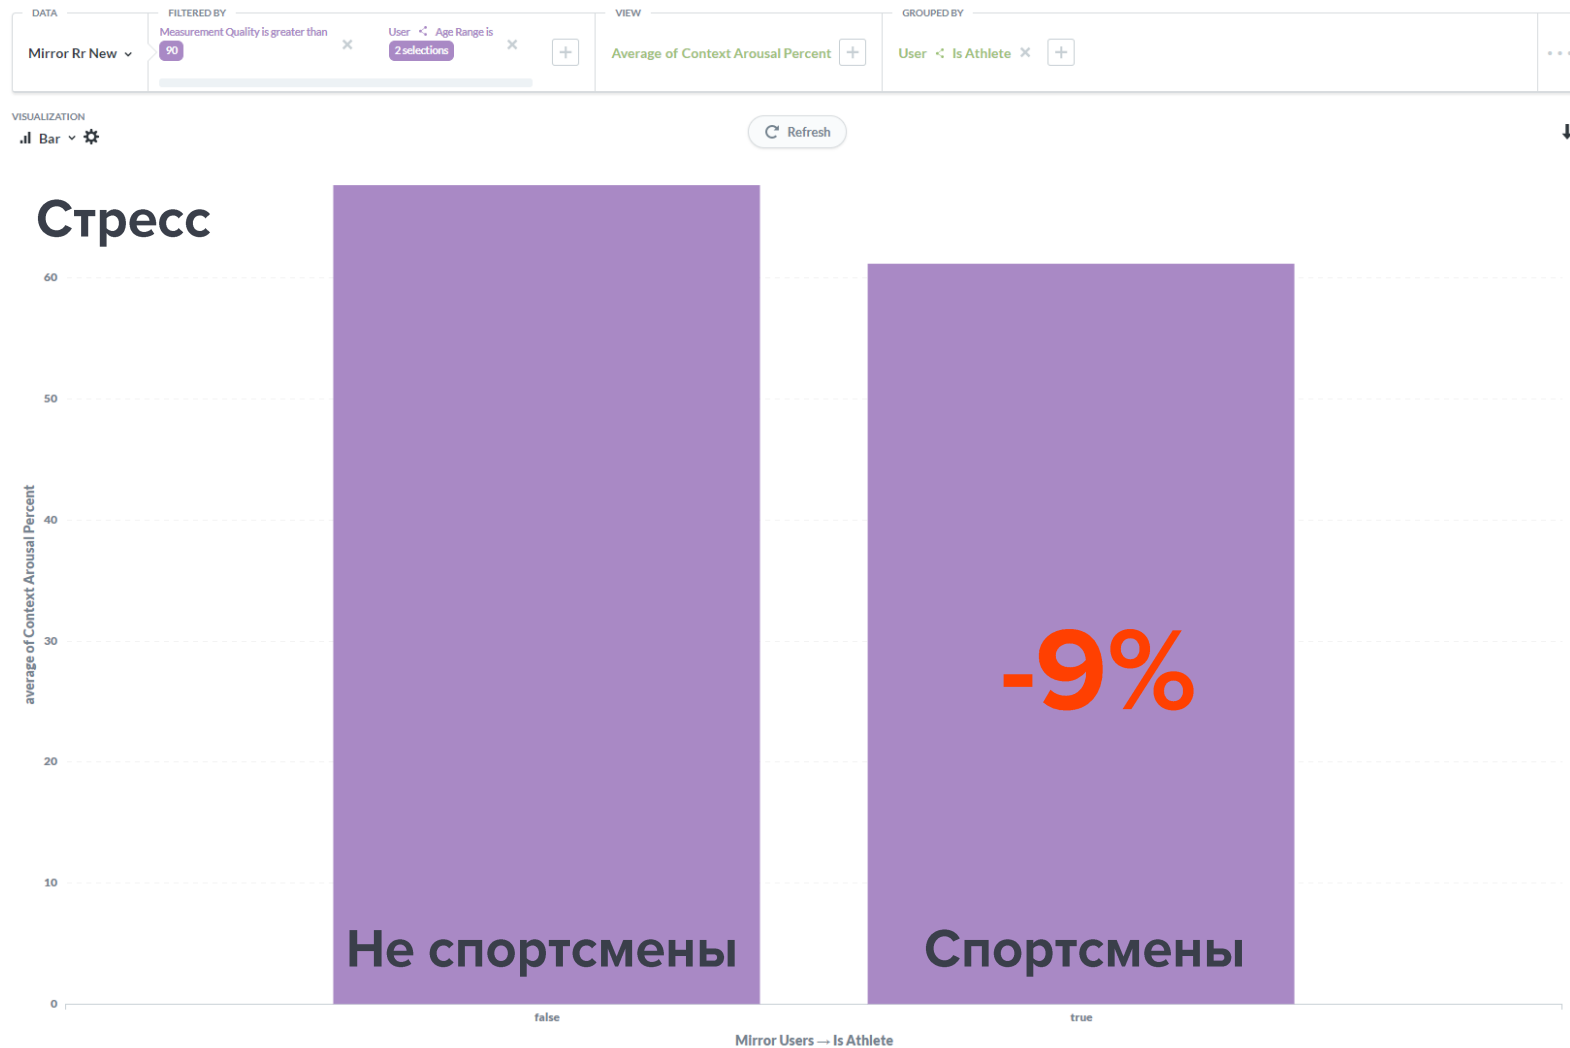 DATA
FILTERED BY
VIEW
GROUPED BY
Mirror Rr New
Measurement Quality is greater than
90
User Age Range is
2 selections
Average of Context Arousal Percent
User Is Athlete
VISUALIZATION
Bar
Refresh
Стресс
60
50
40
30
20
10
0
average of Context Arousal Percent
-9%
Не спортсмены
Спортсмены
false
true
Mirror Users → Is Athlete